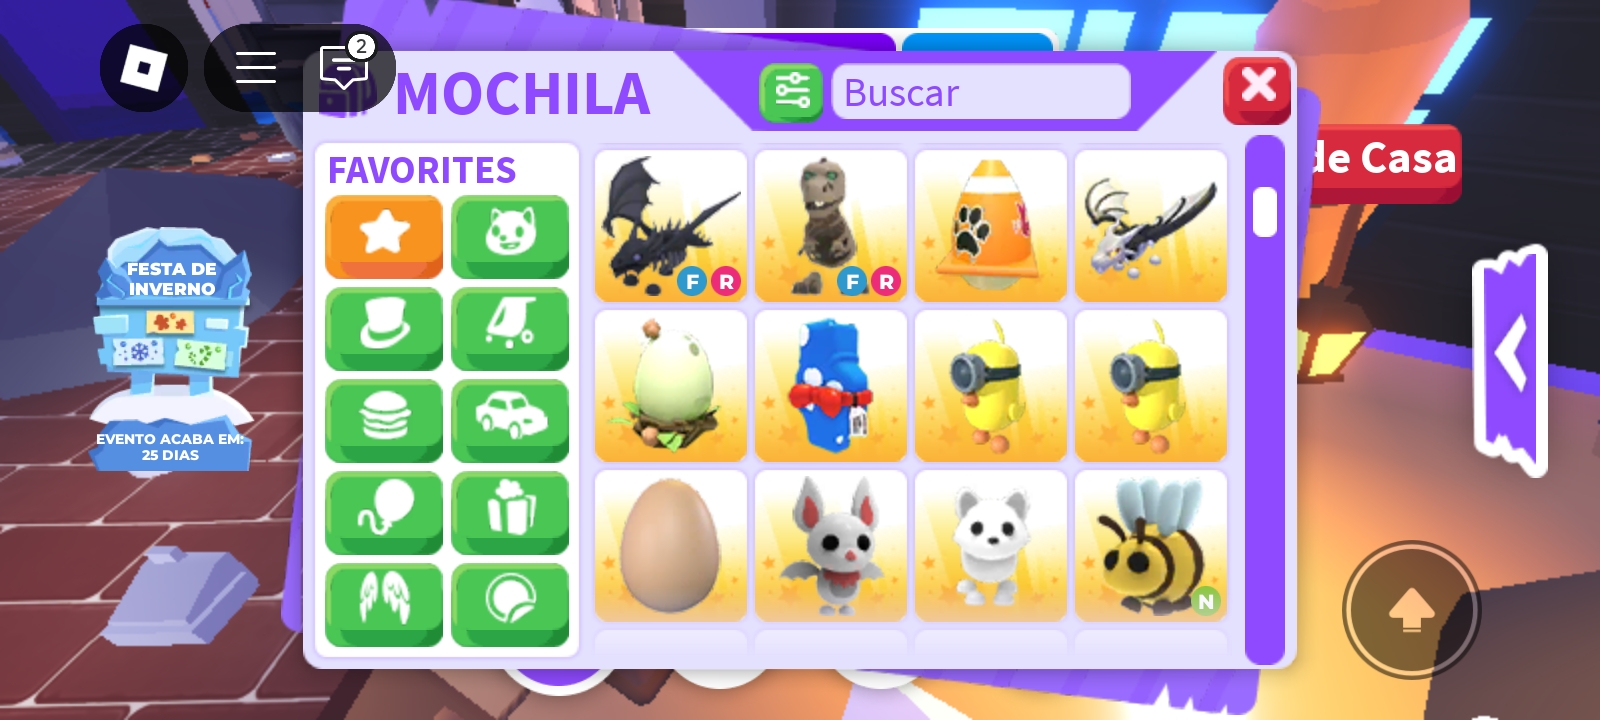 2
MOCHILA
Buscar
de Casa
FAVORITES
F R
F R
FESTA DE
INVERNO
EVENTO ACABA EM:
25 DIAS
N